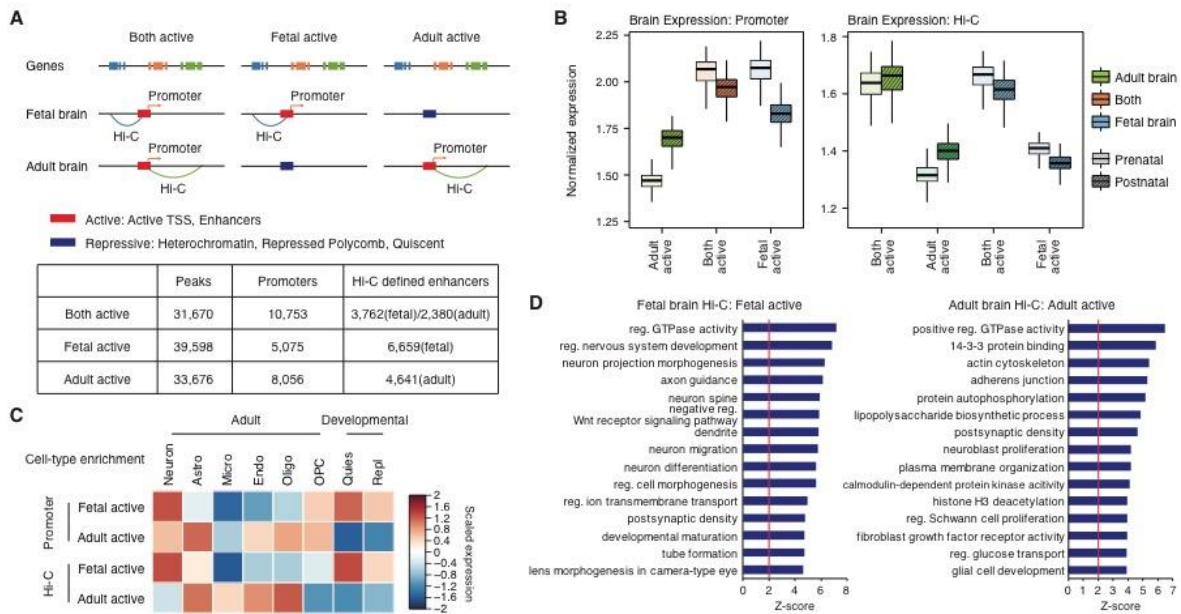 A
Both active
Fetal active
Adult active
Genes
Promoter
Promoter
Fetal brain
Hi-C
Hi-C
Promoter
Adult brain
Hi-C
Hi-C
Active: Active TSS, Enhancers
Repressive: Heterochromatin, Repressed Polycomb, Quiscent
Peaks Promoters Hi-C defined enhancers
Both active 31,670 10,753 3,762(fetal)/2,380(adult)
Fetal active 39,598 5,075 6,659(fetal)
Adult active 33,676 8,056 4,641(adult)
B
Brain Expression: Promoter
Normalized expression
2.25
2.00
1.75
1.50
1.25
Adult active
Both active
Fetal active
Brain Expression: Hi-C
1.8
1.6
1.4
1.2
Both active
Adult active
Both active
Fetal active
Adult brain
Both
Fetal brain
Prenatal
Postnatal
C
Adult
Developmental
Cell-type enrichment
Neuron
Astro
Micro
Endo
Oligo
OPC
Quies
Repl
Promoter
Fetal active
Adult active
Hi-C
Fetal active
Adult active
2
1.6
1.2
0.8
0.4
0
−0.4
−0.8
−1.2
−1.6
−2
Scaled expression
D
Fetal brain Hi-C: Fetal active
reg. GTPase activity
reg. nervous system development
neuron projection morphogenesis
axon guidance
neuron spine
negative reg.
Wnt receptor signaling pathway
dendrite
neuron migration
neuron differentiation
reg. cell morphogenesis
reg. ion transmembrane transport
postsynaptic density
developmental maturation
tube formation
lens morphogenesis in camera-type eye
0 2 4 6 8
Z-score
Adult brain Hi-C: Adult active
positive reg. GTPase activity
14-3-3 protein binding
actin cytoskeleton
adherens junction
protein autophosphorylation
lipopolysaccharide biosynthetic process
postsynaptic density
neuroblast proliferation
plasma membrane organization
calmodulin-dependent protein kinase acitivity
histone H3 deacetylation
reg. Schwann cell proliferation
fibroblast growth factor receptor activity
reg. glucose transport
glial cell development
0 1 2 3 4 5 6 7
Z-score